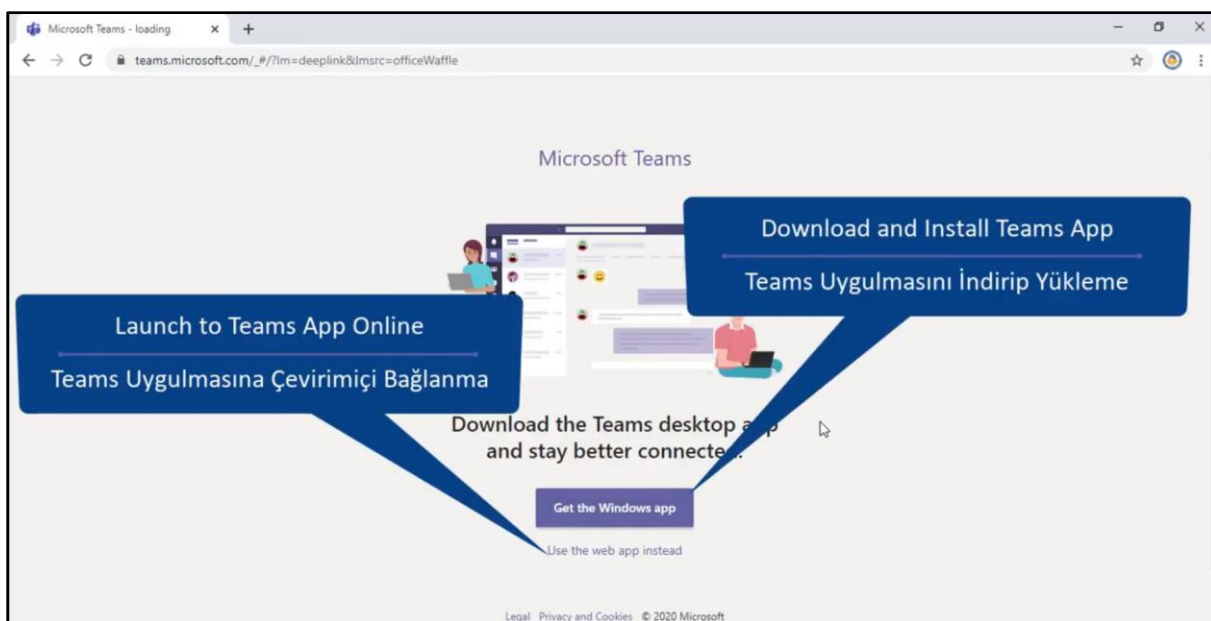 Microsoft Teams - loading
teams.microsoft.com/_#/?lm=deeplink&lmsrc=officeWaffle
Microsoft Teams
Download and Install Teams App
Teams Uygulmasını İndirip Yükleme
Launch to Teams App Online
Teams Uygulmasına Çevirimiçi Bağlanma
Download the Teams desktop app
and stay better connected.
Get the Windows app
Use the web app instead
Legal Privacy and Cookies © 2020 Microsoft